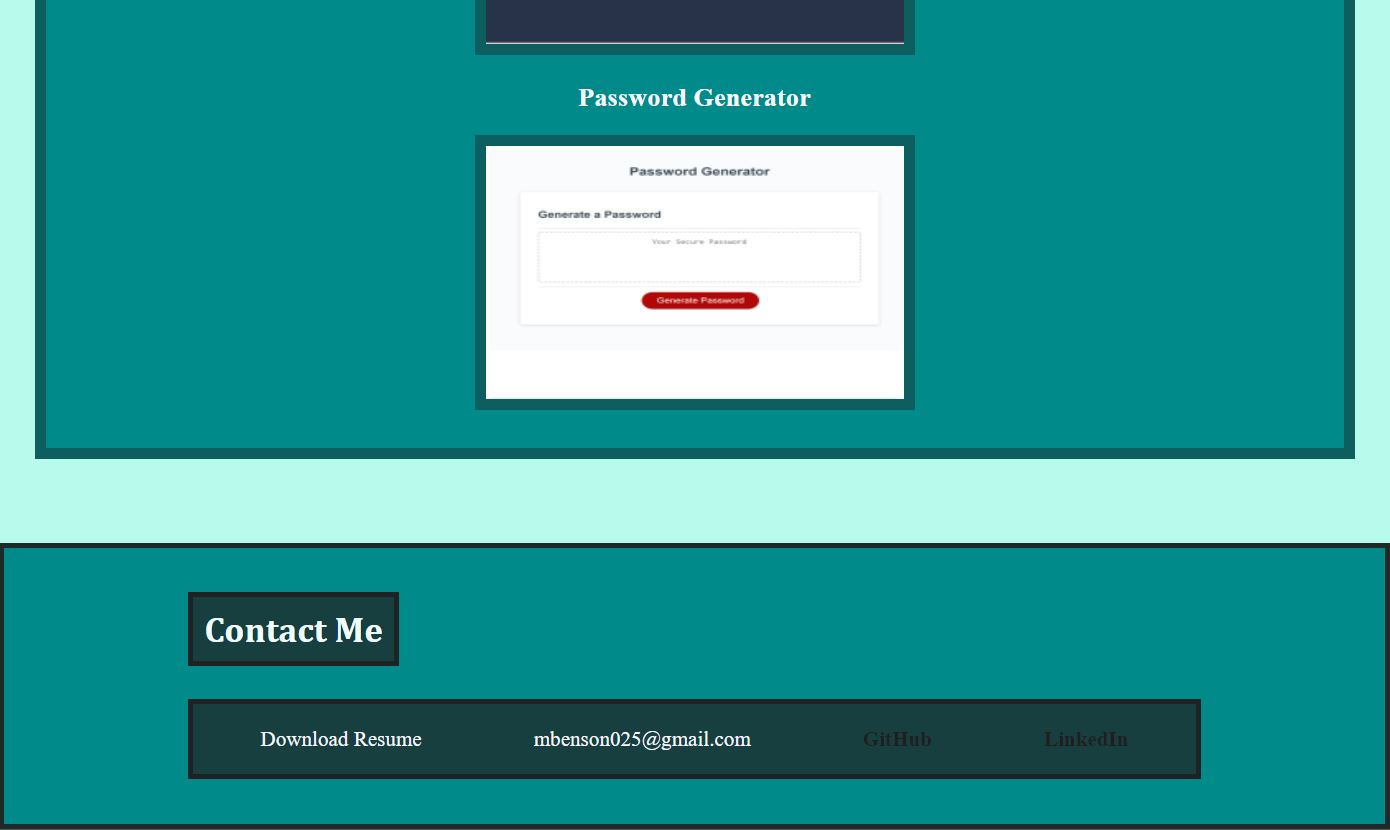 Password Generator
Password Generator
Generate a Password
Your Secure Password
Generate Password
Contact Me
Download Resume mbenson025@gmail.com GitHub LinkedIn